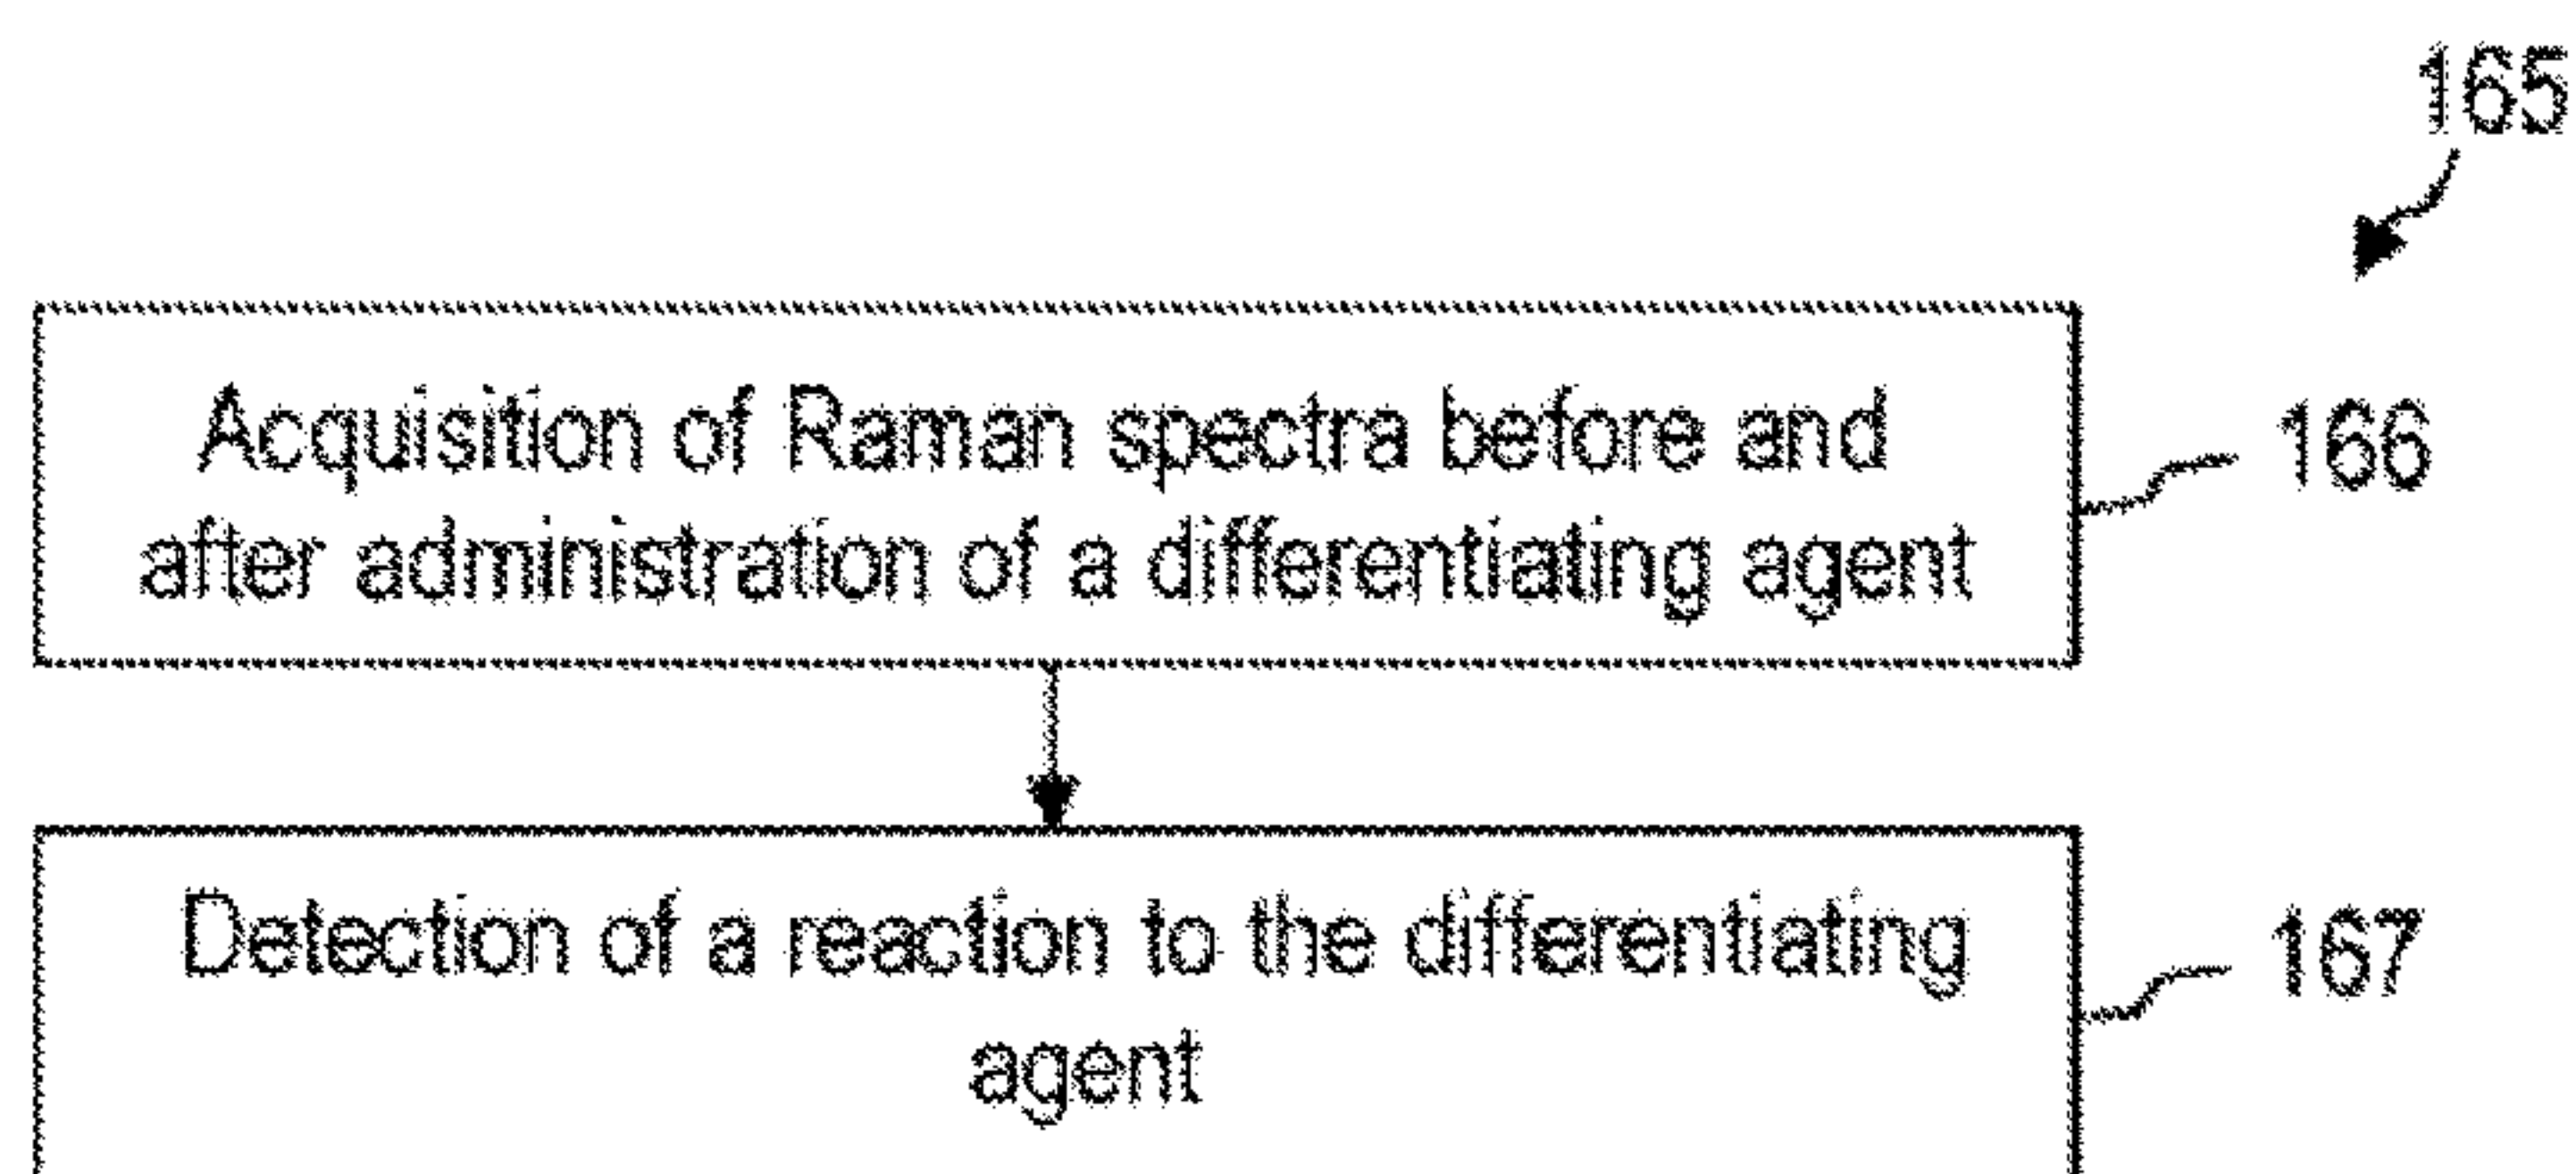 165
Acquisition of Raman spectra before and
after administration of a differentiating agent
166
Detection of a reaction to the differentiating
agent
167